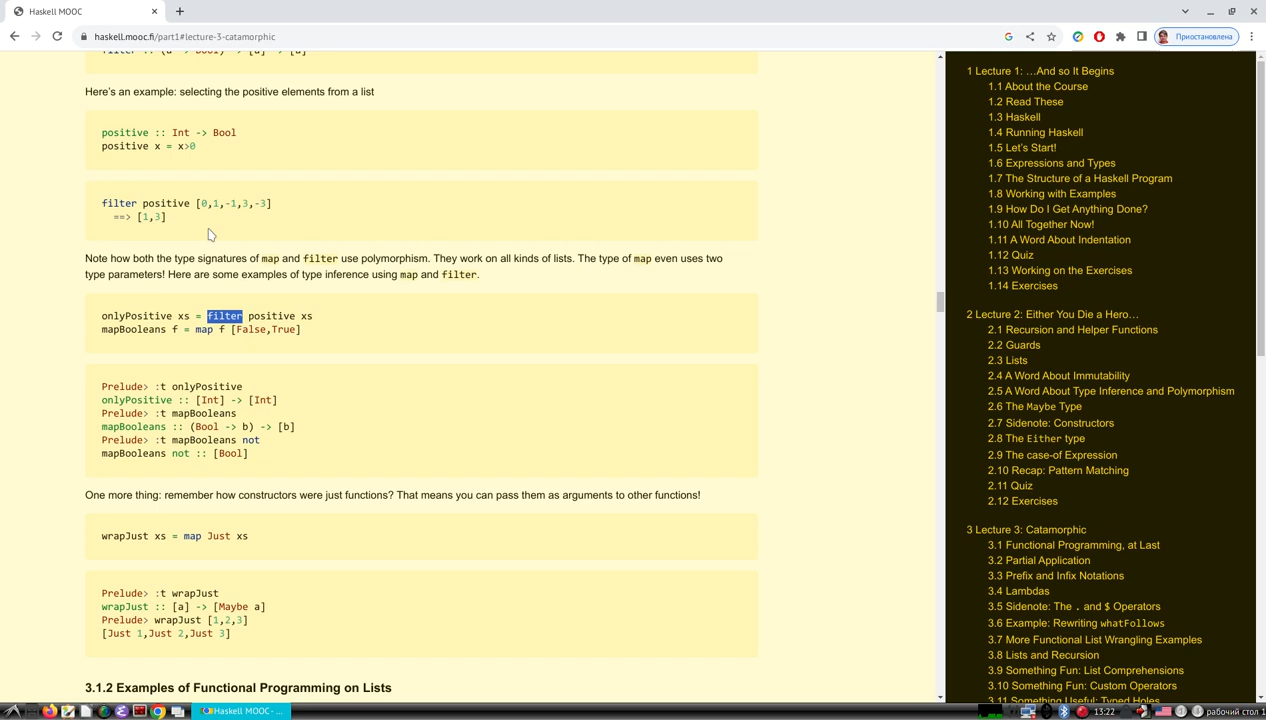 Haskell MOOC
haskell.mooc.fi/part1#lecture-3-catamorphic
Приостановлена
Here's an example: selecting the positive elements from a list
positive :: Int -> Bool
positive x = x>0
filter positive [0,1,-1,3,-3]
==> [1,3]
Note how both the type signatures of map and filter use polymorphism. They work on all kinds of lists. The type of map even uses two
type parameters! Here are some examples of type inference using map and filter.
onlyPositive xs = filter positive xs
mapBooleans f = map f [False,True]
Prelude> :t onlyPositive
onlyPositive :: [Int] -> [Int]
Prelude> :t mapBooleans
mapBooleans :: (Bool -> b) -> [b]
Prelude> :t mapBooleans not
mapBooleans not :: [Bool]
One more thing: remember how constructors were just functions? That means you can pass them as arguments to other functions!
wrapJust xs = map Just xs
Prelude> :t wrapJust
wrapJust :: [a] -> [Maybe a]
Prelude> wrapJust [1,2,3]
[Just 1,Just 2,Just 3]
3.1.2 Examples of Functional Programming on Lists
1 Lecture 1: …And so It Begins
1.1 About the Course
1.2 Read These
1.3 Haskell
1.4 Running Haskell
1.5 Let's Start!
1.6 Expressions and Types
1.7 The Structure of a Haskell Program
1.8 Working with Examples
1.9 How Do I Get Anything Done?
1.10 All Together Now!
1.11 A Word About Indentation
1.12 Quiz
1.13 Working on the Exercises
1.14 Exercises
2 Lecture 2: Either You Die a Hero…
2.1 Recursion and Helper Functions
2.2 Guards
2.3 Lists
2.4 A Word About Immutability
2.5 A Word About Type Inference and Polymorphism
2.6 The Maybe Type
2.7 Sidenote: Constructors
2.8 The Either type
2.9 The case-of Expression
2.10 Recap: Pattern Matching
2.11 Quiz
2.12 Exercises
3 Lecture 3: Catamorphic
3.1 Functional Programming, at Last
3.2 Partial Application
3.3 Prefix and Infix Notations
3.4 Lambdas
3.5 Sidenote: The . and $ Operators
3.6 Example: Rewriting whatFollows
3.7 More Functional List Wrangling Examples
3.8 Lists and Recursion
3.9 Something Fun: List Comprehensions
3.10 Something Fun: Custom Operators
3.11 Something Useful: Typed Holes
Haskell MOOC - ...
13:22
рабочий стол 1